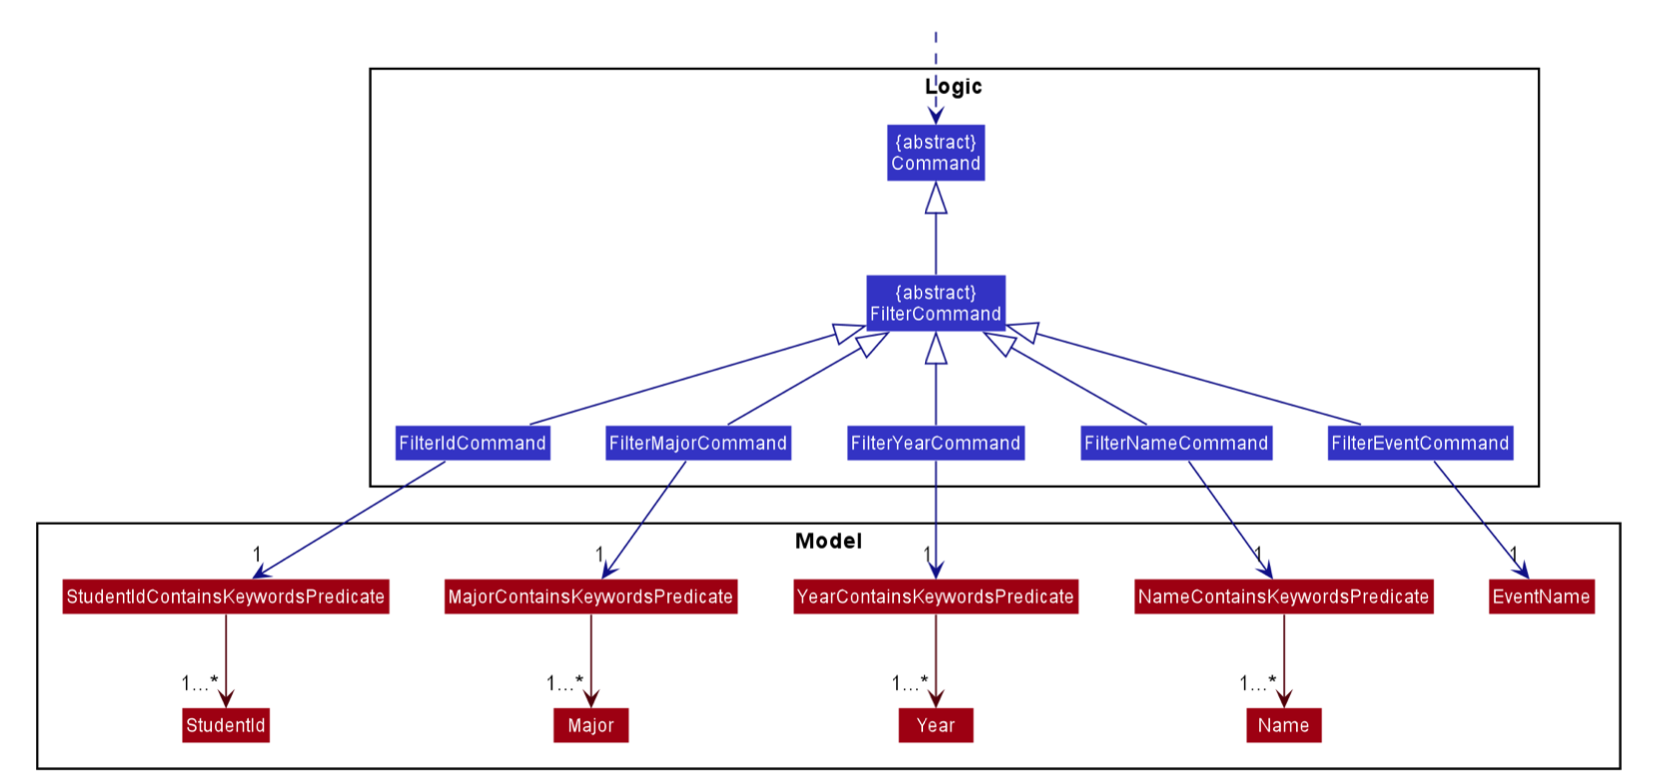 Logic
{abstract}
Command
{abstract}
FilterCommand
FilterIdCommand
FilterMajorCommand
FilterYearCommand
FilterNameCommand
FilterEventCommand
Model
1
1
1
1
1
StudentIdContainsKeywordsPredicate
MajorContainsKeywordsPredicate
YearContainsKeywordsPredicate
NameContainsKeywordsPredicate
EventName
1...*
1...*
1...*
1...*
StudentId
Major
Year
Name